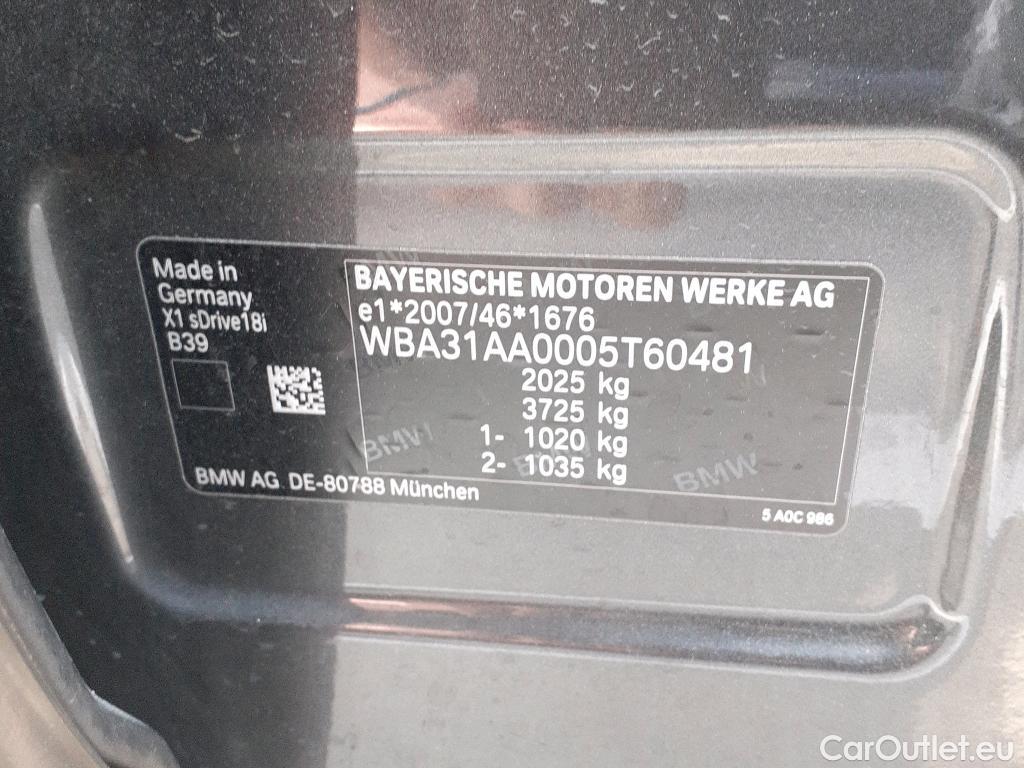 Made in
Germany
X1 sDrive18i
B39
BAYERISCHE MOTOREN WERKE AG
e1*2007/46*1676
WBA31AA0005T60481
2025 kg
3725 kg
1- 1020 kg
2- 1035 kg
BMW AG DE-80788 München
5 A0C 986
BMW
BMW
BMW
CarOutlet.eu